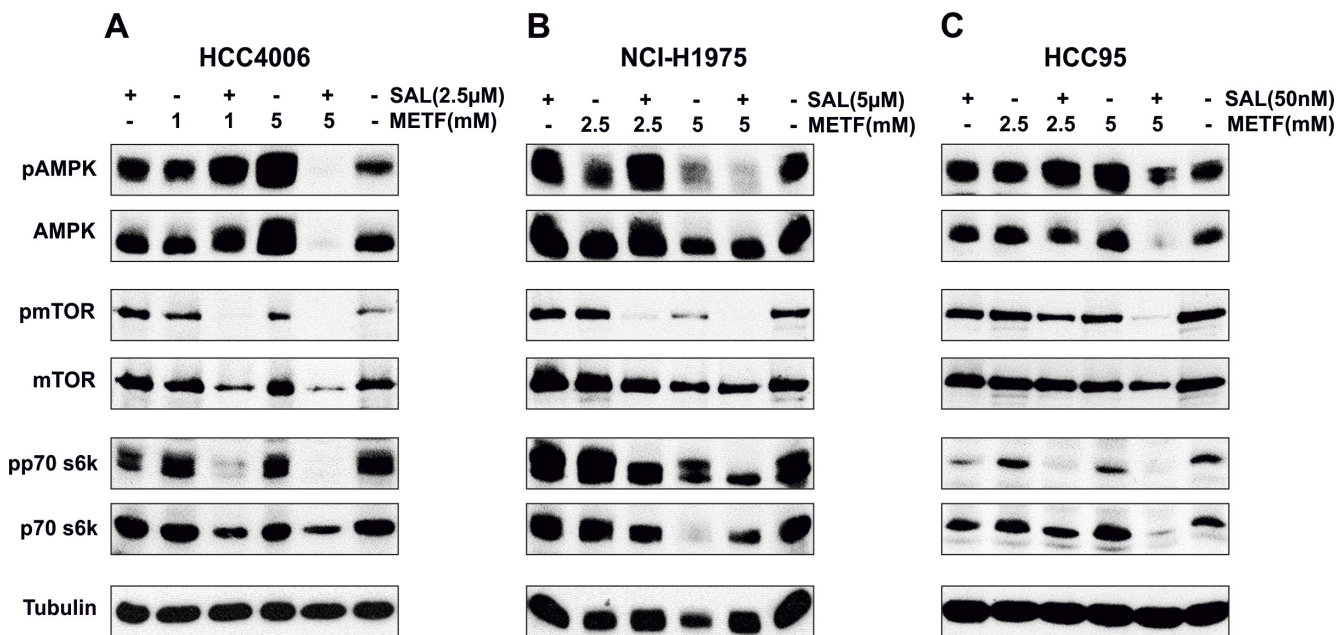 A B C
HCC4006 NCI-H1975 HCC95
+ - + - + - SAL(2.5µM) + - + - + - SAL(5µM) + - + - + - SAL(50nM)
- 1 1 5 5 - METF(mM) - 2.5 2.5 5 5 - METF(mM) - 2.5 2.5 5 5 - METF(mM)
pAMPK
AMPK
pmTOR
mTOR
pp70 s6k
p70 s6k
Tubulin